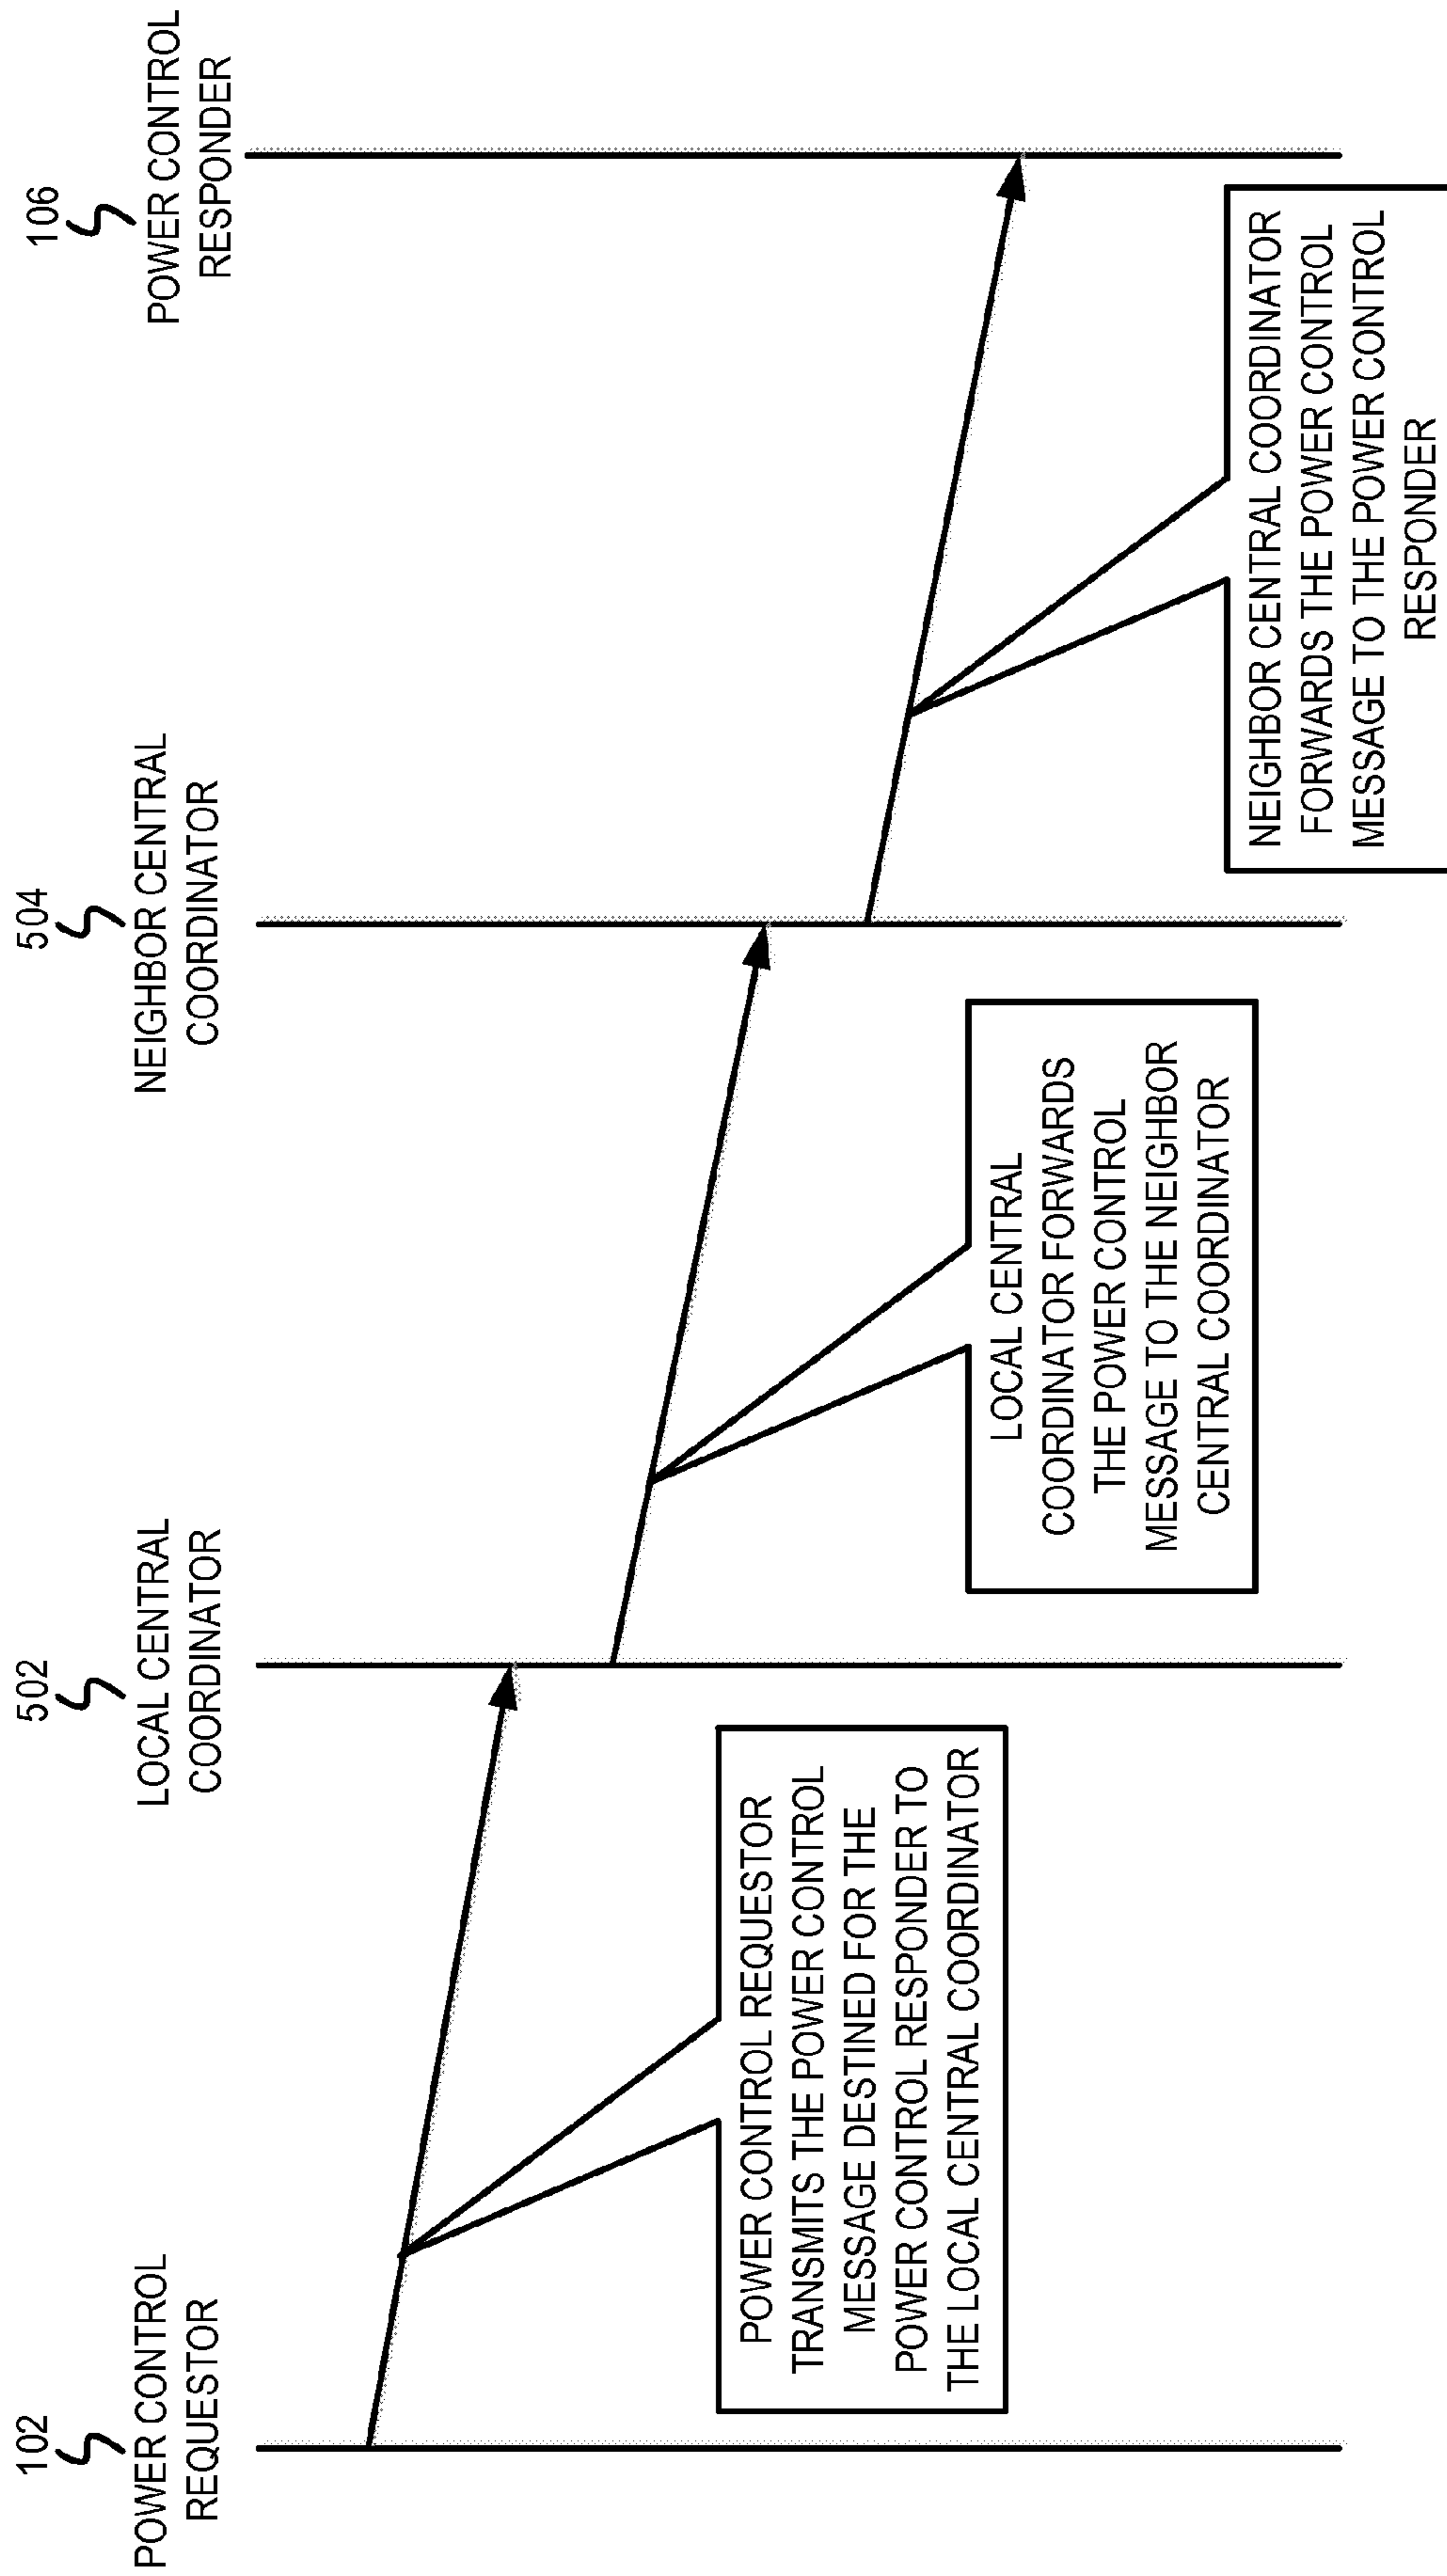 102
POWER CONTROL
REQUESTOR
502
LOCAL CENTRAL
COORDINATOR
504
NEIGHBOR CENTRAL
COORDINATOR
106
POWER CONTROL
RESPONDER
POWER CONTROL REQUESTOR
TRANSMITS THE POWER CONTROL
MESSAGE DESTINED FOR THE
POWER CONTROL RESPONDER TO
THE LOCAL CENTRAL COORDINATOR
LOCAL CENTRAL
COORDINATOR FORWARDS
THE POWER CONTROL
MESSAGE TO THE NEIGHBOR
CENTRAL COORDINATOR
NEIGHBOR CENTRAL COORDINATOR
FORWARDS THE POWER CONTROL
MESSAGE TO THE POWER CONTROL
RESPONDER